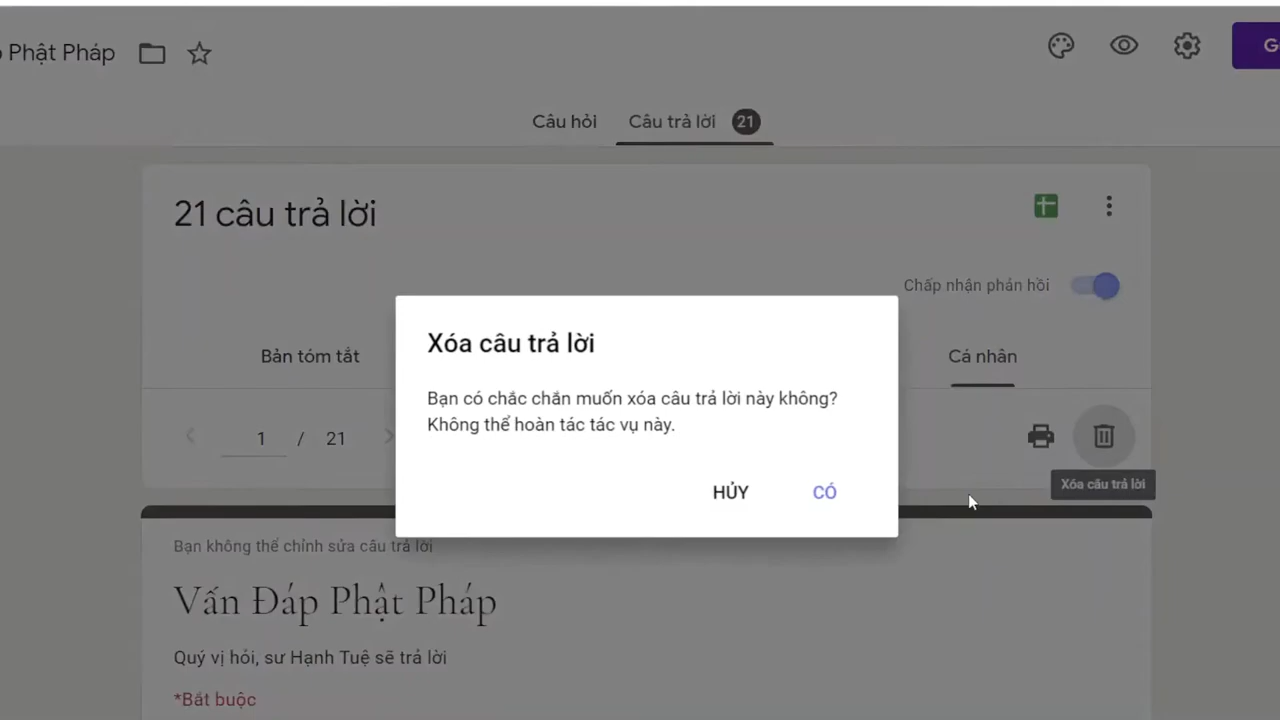 Phật Pháp
Câu hỏi
Câu trả lời
21
21 câu trả lời
Chấp nhận phản hồi
Bản tóm tắt
Cá nhân
1 / 21
Xóa câu trả lời
Bạn có chắc chắn muốn xóa câu trả lời này không?
Không thể hoàn tác tác vụ này.
HỦY
CÓ
Xóa câu trả lời
Bạn không thể chỉnh sửa câu trả lời
Vấn Đáp Phật Pháp
Quý vị hỏi, sư Hạnh Tuệ sẽ trả lời
*Bắt buộc